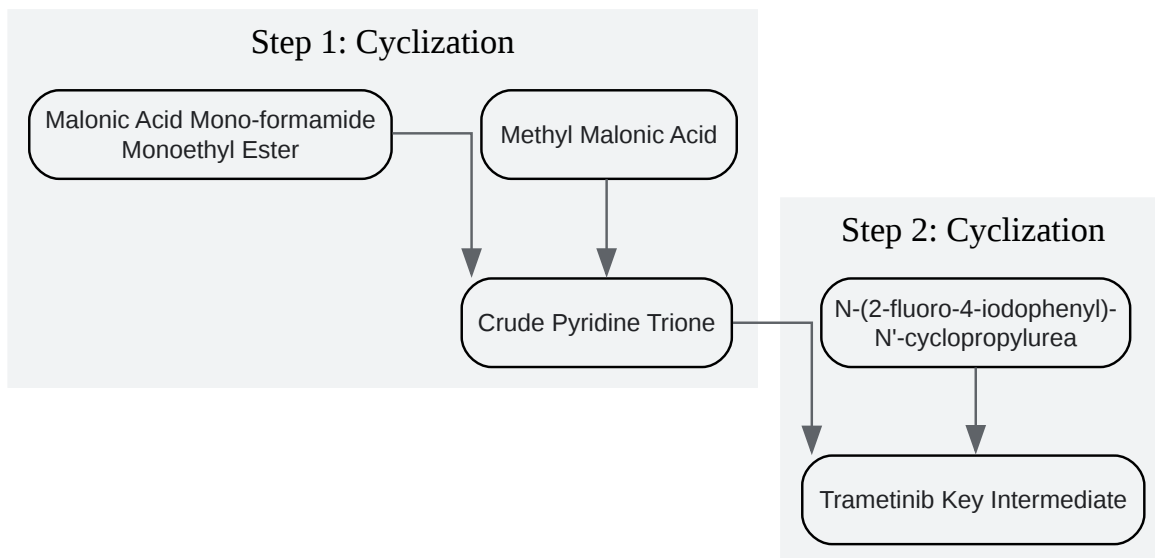 Step 1: Cyclization
Malonic Acid Mono-formamide
Monoethyl Ester
Methyl Malonic Acid
Crude Pyridine Trione
Step 2: Cyclization
N-(2-fluoro-4-iodophenyl)-
N'-cyclopropylurea
Trametinib Key Intermediate